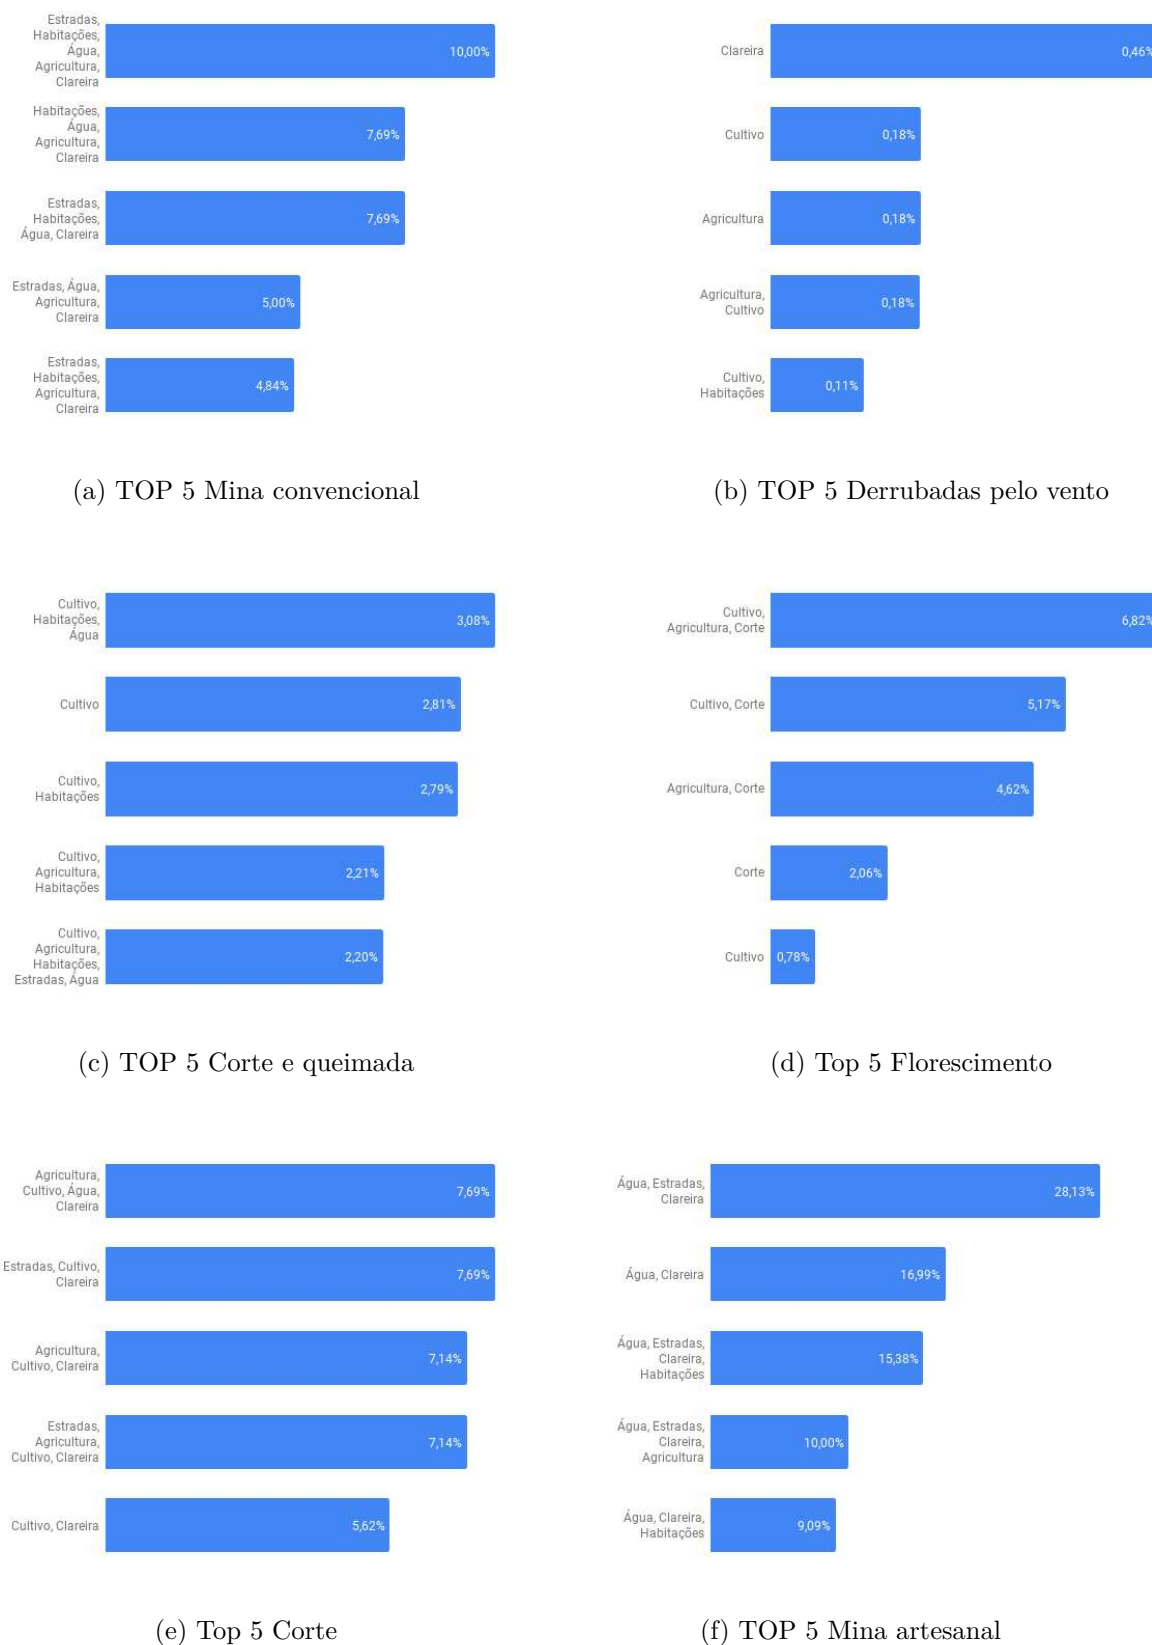 Estradas,
Habitações,
Água,
Agricultura,
Clareira
10,00%
Habitações,
Água,
Agricultura,
Clareira
7,69%
Estradas,
Habitações,
Água, Clareira
7,69%
Estradas, Água,
Agricultura,
Clareira
5,00%
Estradas,
Habitações,
Agricultura,
Clareira
4,84%
(a) TOP 5 Mina convencional
Clareira
0,46%
Cultivo
0,18%
Agricultura
0,18%
Agricultura,
Cultivo
0,18%
Cultivo,
Habitações
0,11%
(b) TOP 5 Derrubadas pelo vento
Cultivo,
Habitações,
Água
3,08%
Cultivo
2,81%
Cultivo,
Habitações
2,79%
Cultivo,
Agricultura,
Habitações
2,21%
Cultivo,
Agricultura,
Habitações,
Estradas, Água
2,20%
(c) TOP 5 Corte e queimada
Cultivo,
Agricultura, Corte
6,82%
Cultivo, Corte
5,17%
Agricultura, Corte
4,62%
Corte
2,06%
Cultivo
0,78%
(d) Top 5 Florescimento
Agricultura,
Cultivo, Água,
Clareira
7,69%
Estradas, Cultivo,
Clareira
7,69%
Agricultura,
Cultivo, Clareira
7,14%
Estradas,
Agricultura,
Cultivo, Clareira
7,14%
Cultivo, Clareira
5,62%
(e) Top 5 Corte
Água, Estradas,
Clareira
28,13%
Água, Clareira
16,99%
Água, Estradas,
Clareira,
Habitações
15,38%
Água, Estradas,
Clareira,
Agricultura
10,00%
Água, Clareira,
Habitações
9,09%
(f) TOP 5 Mina artesanal